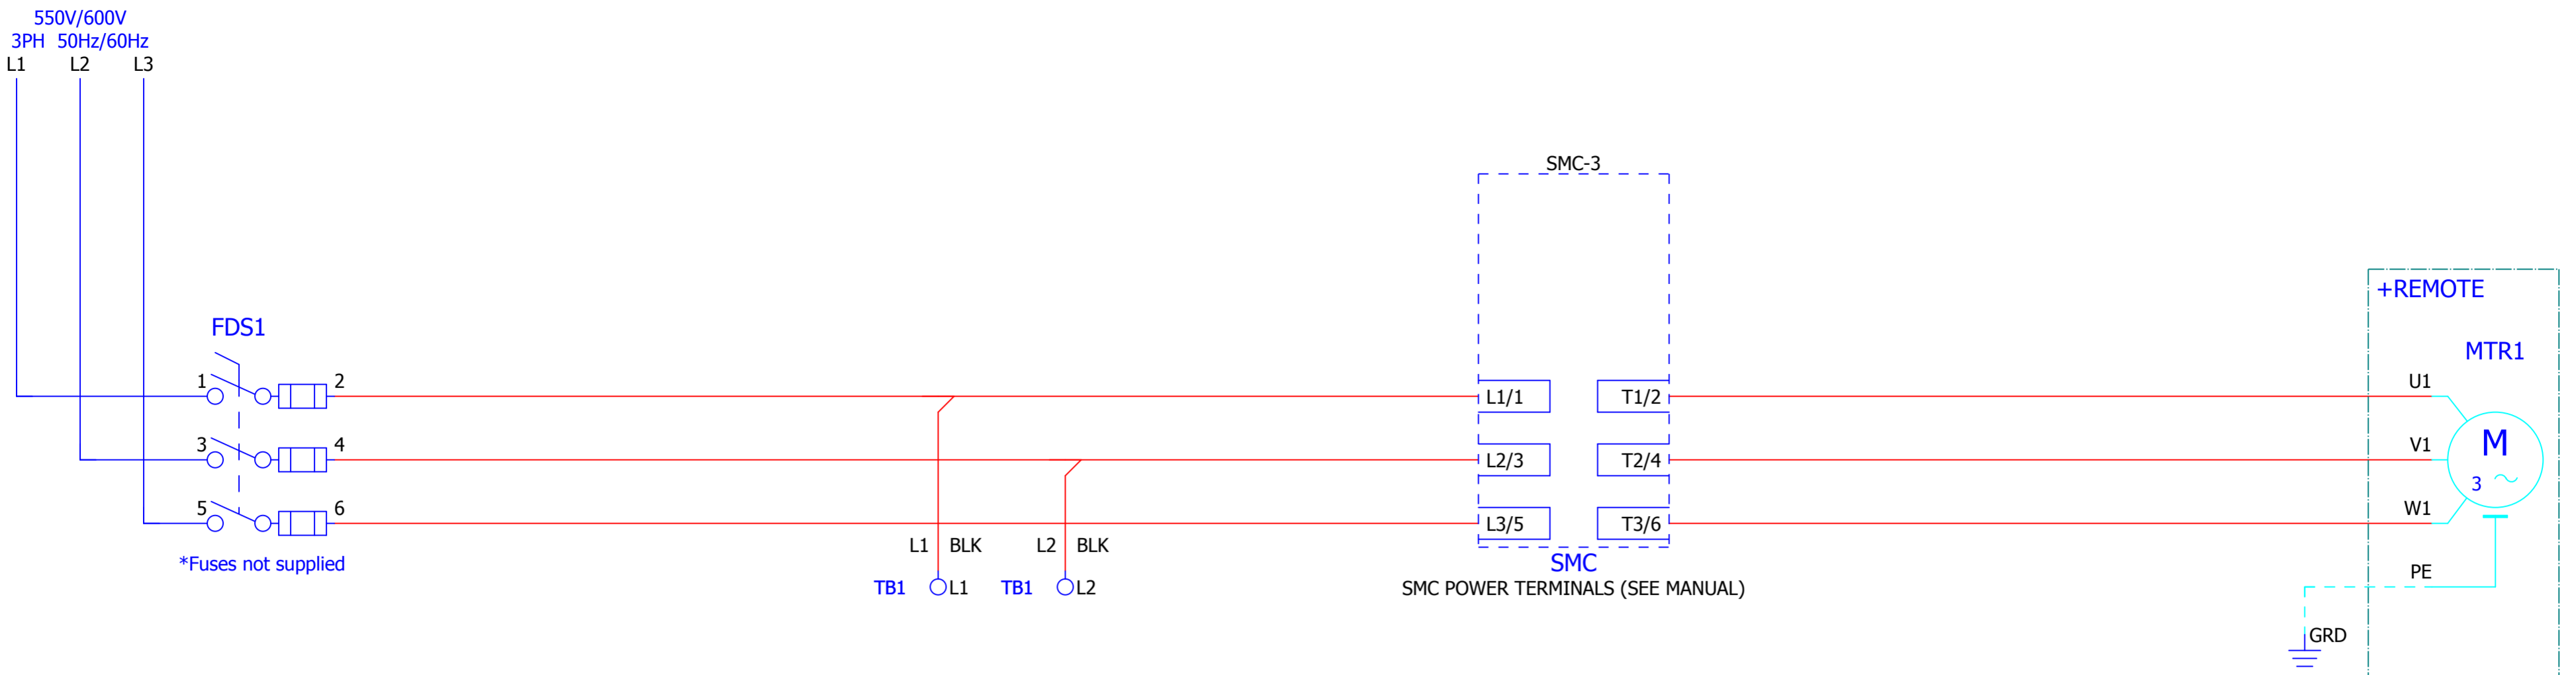 550V/600V
3PH 50Hz/60Hz
L1 L2 L3
SMC-3
+REMOTE
FDS1
MTR1
1 2 L1/1 T1/2 U1
3 4 L2/3 T2/4 V1
M
3
5 6 L3/5 T3/6 W1
L1 BLK L2 BLK
*Fuses not supplied
SMC
PE
TB1 L1 TB1 L2
SMC POWER TERMINALS (SEE MANUAL)
GRD